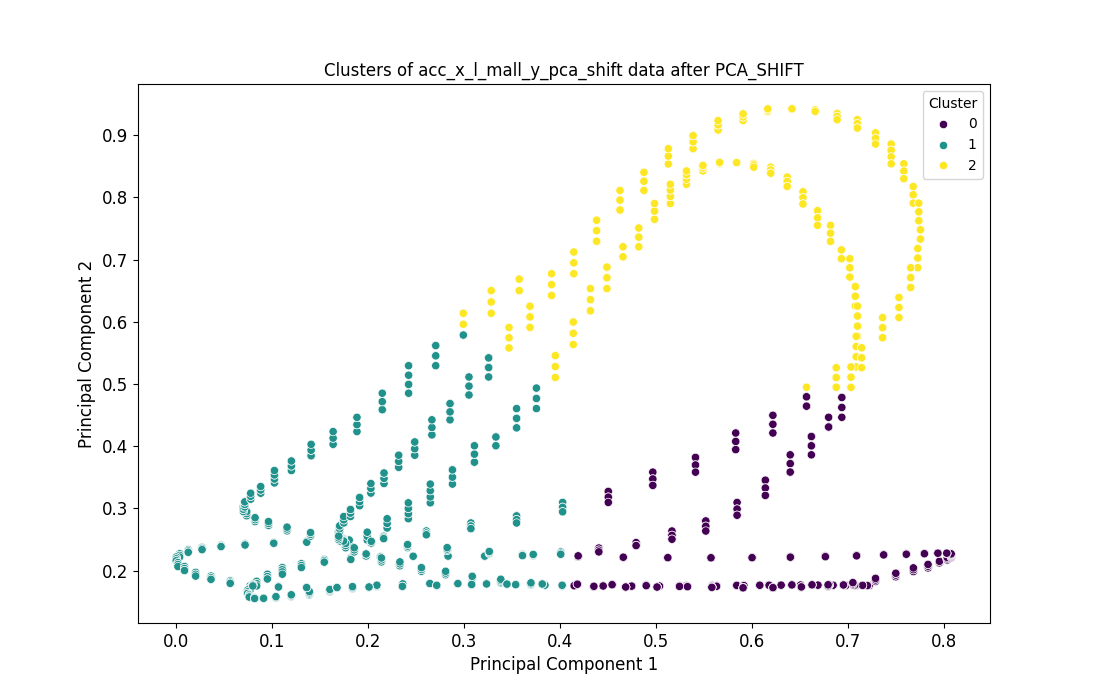 Clusters of acc_x_l_mall_y_pca_shift data after PCA_SHIFT
Cluster
0
1
2
Principal Component 2
0.9
0.8
0.7
0.6
0.5
0.4
0.3
0.2
0.0 0.1 0.2 0.3 0.4 0.5 0.6 0.7 0.8
Principal Component 1